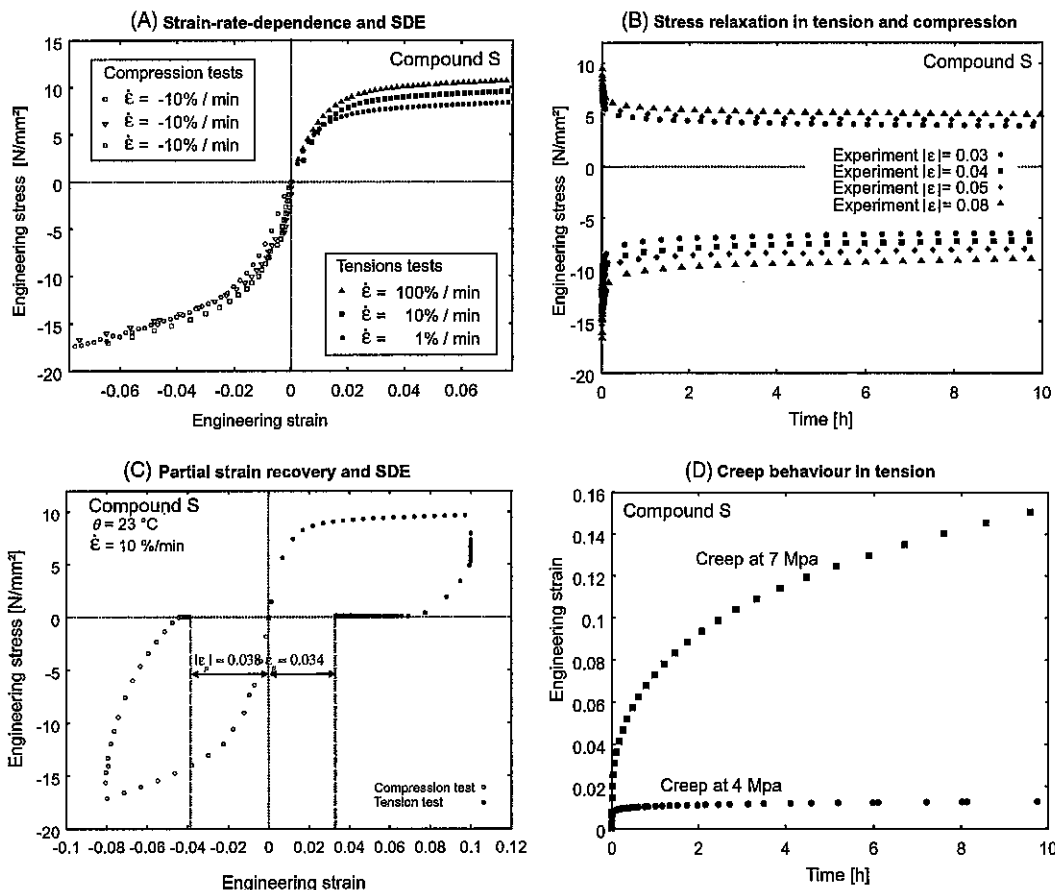 (A) Strain-rate-dependence and SDE
15
10
5
0
-5
-10
-15
-20
Engineering stress [N/mm²]
Compound S
Compression tests
ε̇ = -10% / min
ε̇ = -10% / min
ε̇ = -10% / min
Tensions tests
ε̇ = 100% / min
ε̇ = 10% / min
ε̇ = 1% / min
-0.06 -0.04 -0.02 0 0.02 0.04 0.06
Engineering strain
(B) Stress relaxation in tension and compression
15
10
5
0
-5
-10
-15
-20
Engineering stress [N/mm²]
Compound S
Experiment |ε|= 0.03
Experiment |ε|= 0.04
Experiment |ε|= 0.05
Experiment |ε|= 0.08
0 2 4 6 8 10
Time [h]
(C) Partial strain recovery and SDE
10
0
-5
-10
-15
-20
Engineering stress [N/mm²]
Compound S
θ = 23 °C
ε̇ = 10 %/min
|εp| = 0.038 εp = 0.034
Compression test
Tension test
-0.1 -0.08 -0.06 -0.04 -0.02 0 0.02 0.04 0.06 0.08 0.1 0.12
Engineering strain
(D) Creep behaviour in tension
0.16
0.14
0.12
0.1
0.08
0.06
0.04
0.02
0
Engineering strain
Compound S
Creep at 7 Mpa
Creep at 4 Mpa
0 2 4 6 8 10
Time [h]